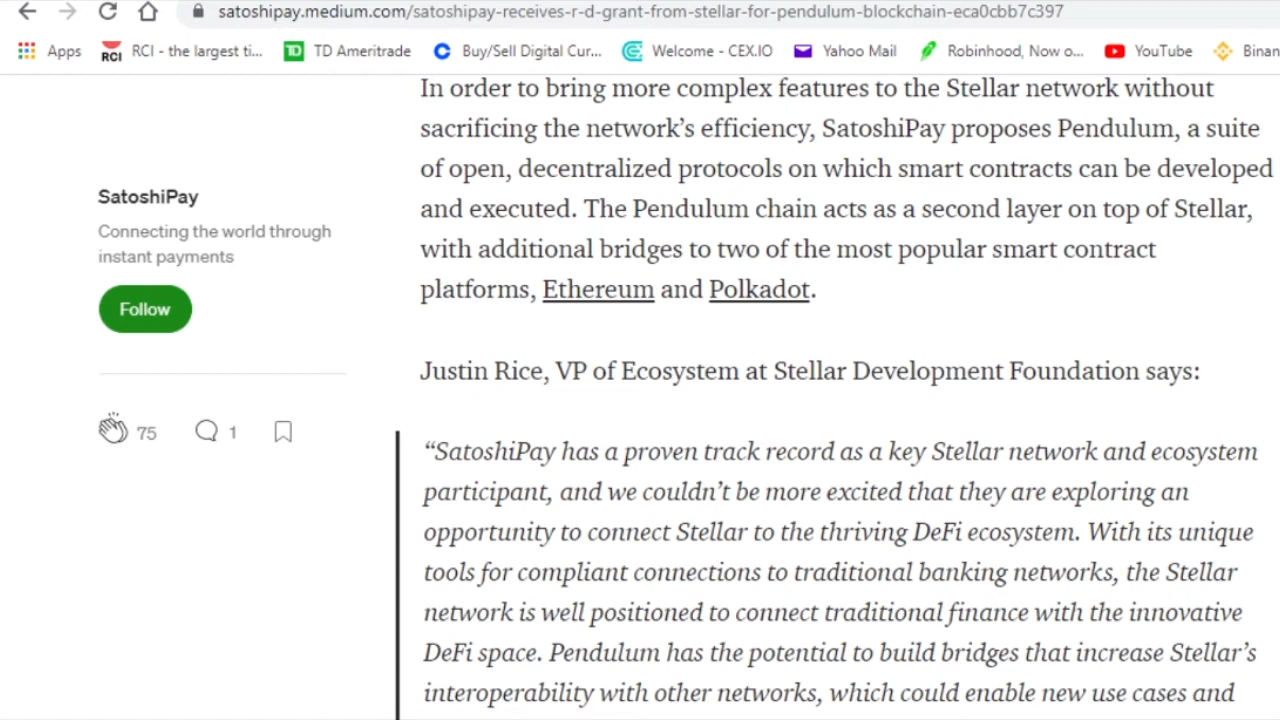 satoshipay.medium.com/satoshipay-receives-r-d-grant-from-stellar-for-pendulum-blockchain-eca0cbb7c397
Apps RCI - the largest ti... TD Ameritrade Buy/Sell Digital Cur... Welcome - CEX.IO Yahoo Mail Robinhood, Now o... YouTube Binan
SatoshiPay
Connecting the world through
instant payments
Follow
75 1
In order to bring more complex features to the Stellar network without
sacrificing the network’s efficiency, SatoshiPay proposes Pendulum, a suite
of open, decentralized protocols on which smart contracts can be developed
and executed. The Pendulum chain acts as a second layer on top of Stellar,
with additional bridges to two of the most popular smart contract
platforms, Ethereum and Polkadot.
Justin Rice, VP of Ecosystem at Stellar Development Foundation says:
“SatoshiPay has a proven track record as a key Stellar network and ecosystem
participant, and we couldn’t be more excited that they are exploring an
opportunity to connect Stellar to the thriving DeFi ecosystem. With its unique
tools for compliant connections to traditional banking networks, the Stellar
network is well positioned to connect traditional finance with the innovative
DeFi space. Pendulum has the potential to build bridges that increase Stellar’s
interoperability with other networks, which could enable new use cases and